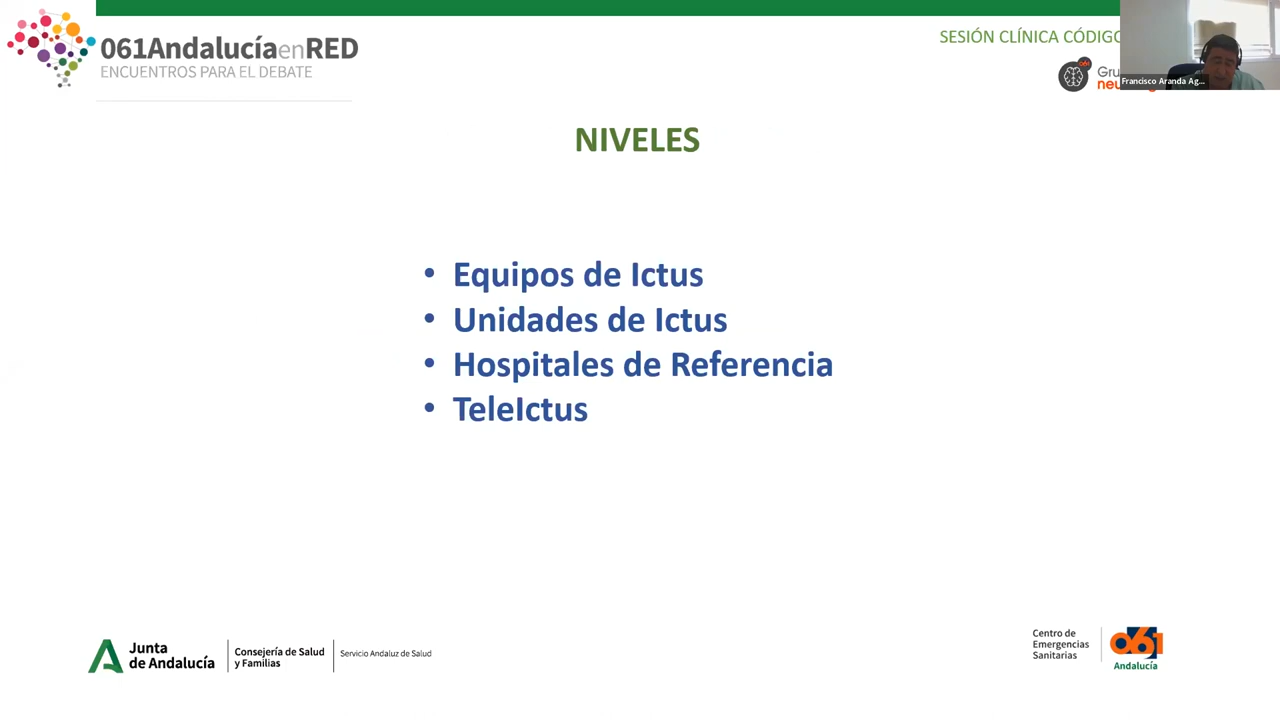 061AndalucíaenRED
ENCUENTROS PARA EL DEBATE
SESIÓN CLÍNICA CÓDIGO
Francisco Aranda Ag...
NIVELES
• Equipos de Ictus
• Unidades de Ictus
• Hospitales de Referencia
• TeleIctus
Junta
de Andalucía
Consejería de Salud
y Familias
Servicio Andaluz de Salud
Centro de
Emergencias
Sanitarias
061
Andalucía